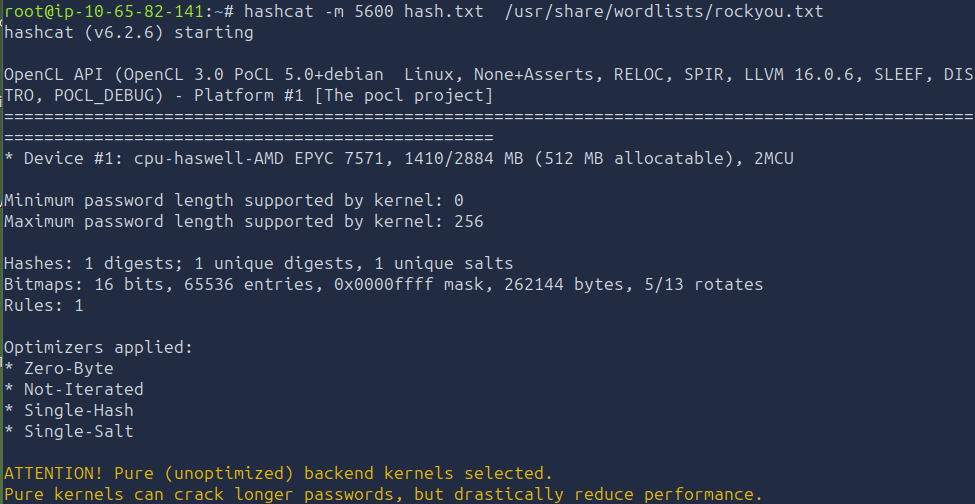 root@ip-10-65-82-141:~# hashcat -m 5600 hash.txt  /usr/share/wordlists/rockyou.txt
hashcat (v6.2.6) starting
OpenCL API (OpenCL 3.0 PoCL 5.0+debian  Linux, None+Asserts, RELOC, SPIR, LLVM 16.0.6, SLEEF, DIS
TRO, POCL_DEBUG) - Platform #1 [The pocl project]
=================================================================================================
=================================================
* Device #1: cpu-haswell-AMD EPYC 7571, 1410/2884 MB (512 MB allocatable), 2MCU
Minimum password length supported by kernel: 0
Maximum password length supported by kernel: 256
Hashes: 1 digests; 1 unique digests, 1 unique salts
Bitmaps: 16 bits, 65536 entries, 0x0000ffff mask, 262144 bytes, 5/13 rotates
Rules: 1
Optimizers applied:
* Zero-Byte
* Not-Iterated
* Single-Hash
* Single-Salt
ATTENTION! Pure (unoptimized) backend kernels selected.
Pure kernels can crack longer passwords, but drastically reduce performance.